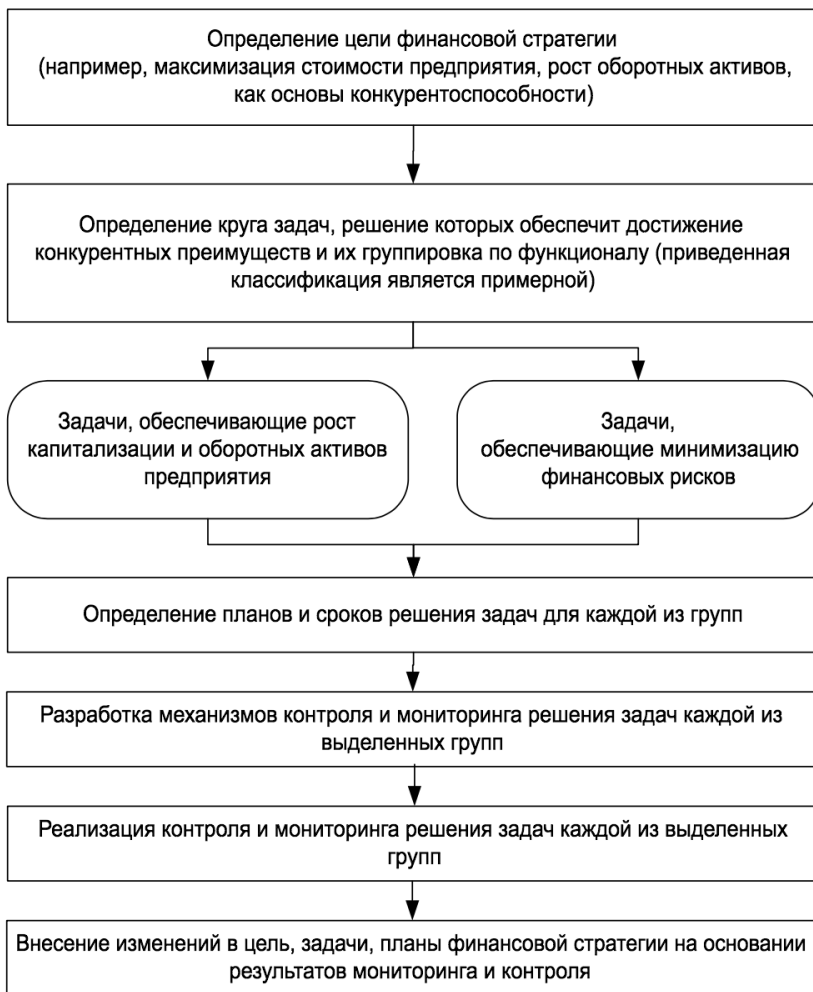 Определение цели финансовой стратегии
(например, максимизация стоимости предприятия, рост оборотных активов,
как основы конкурентоспособности)
Определение круга задач, решение которых обеспечит достижение
конкурентных преимуществ и их группировка по функционалу (приведенная
классификация является примерной)
Задачи, обеспечивающие рост
капитализации и оборотных активов
предприятия
Задачи,
обеспечивающие минимизацию
финансовых рисков
Определение планов и сроков решения задач для каждой из групп
Разработка механизмов контроля и мониторинга решения задач каждой из
выделенных групп
Реализация контроля и мониторинга решения задач каждой из выделенных
групп
Внесение изменений в цель, задачи, планы финансовой стратегии на основании
результатов мониторинга и контроля